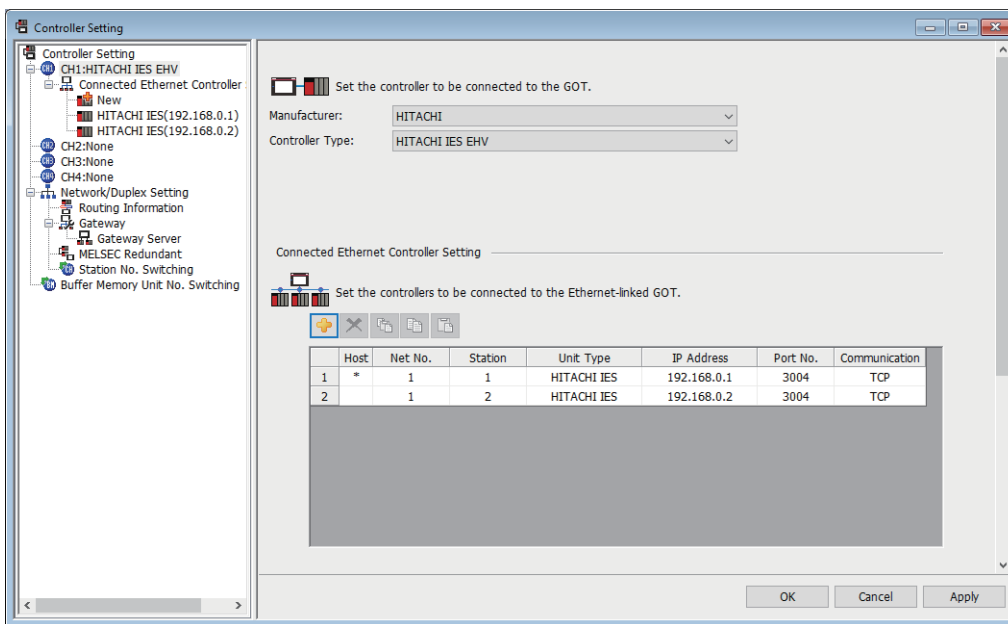 Controller Setting
Controller Setting
CH1:HITACHI IES EHV
Connected Ethernet Controller
New
HITACHI IES(192.168.0.1)
HITACHI IES(192.168.0.2)
CH2:None
CH3:None
CH4:None
Network/Duplex Setting
Routing Information
Gateway
Gateway Server
MELSEC Redundant
Station No. Switching
Buffer Memory Unit No. Switching
Set the controller to be connected to the GOT.
Manufacturer: HITACHI
Controller Type: HITACHI IES EHV
Connected Ethernet Controller Setting
Set the controllers to be connected to the Ethernet-linked GOT.
Host Net No. Station Unit Type IP Address Port No. Communication
1 * 1 1 HITACHI IES 192.168.0.1 3004 TCP
2 1 2 HITACHI IES 192.168.0.2 3004 TCP
OK Cancel Apply